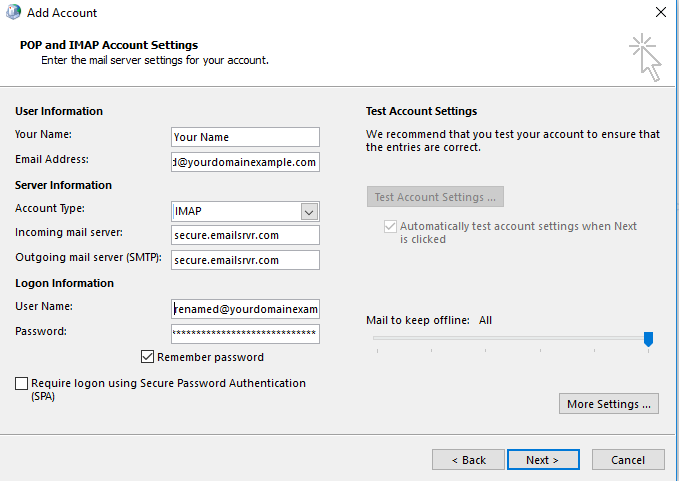 Add Account
POP and IMAP Account Settings
Enter the mail server settings for your account.
User Information
Your Name:
Your Name
Email Address:
d@yourdomainexample.com
Server Information
Account Type:
IMAP
Incoming mail server:
secure.emailsrvr.com
Outgoing mail server (SMTP):
secure.emailsrvr.com
Logon Information
User Name:
renamed@yourdomainexam
Password:
******************************
Remember password
Require logon using Secure Password Authentication
(SPA)
Test Account Settings
We recommend that you test your account to ensure that
the entries are correct.
Test Account Settings ...
Automatically test account settings when Next
is clicked
Mail to keep offline: All
More Settings ...
< Back
Next >
Cancel